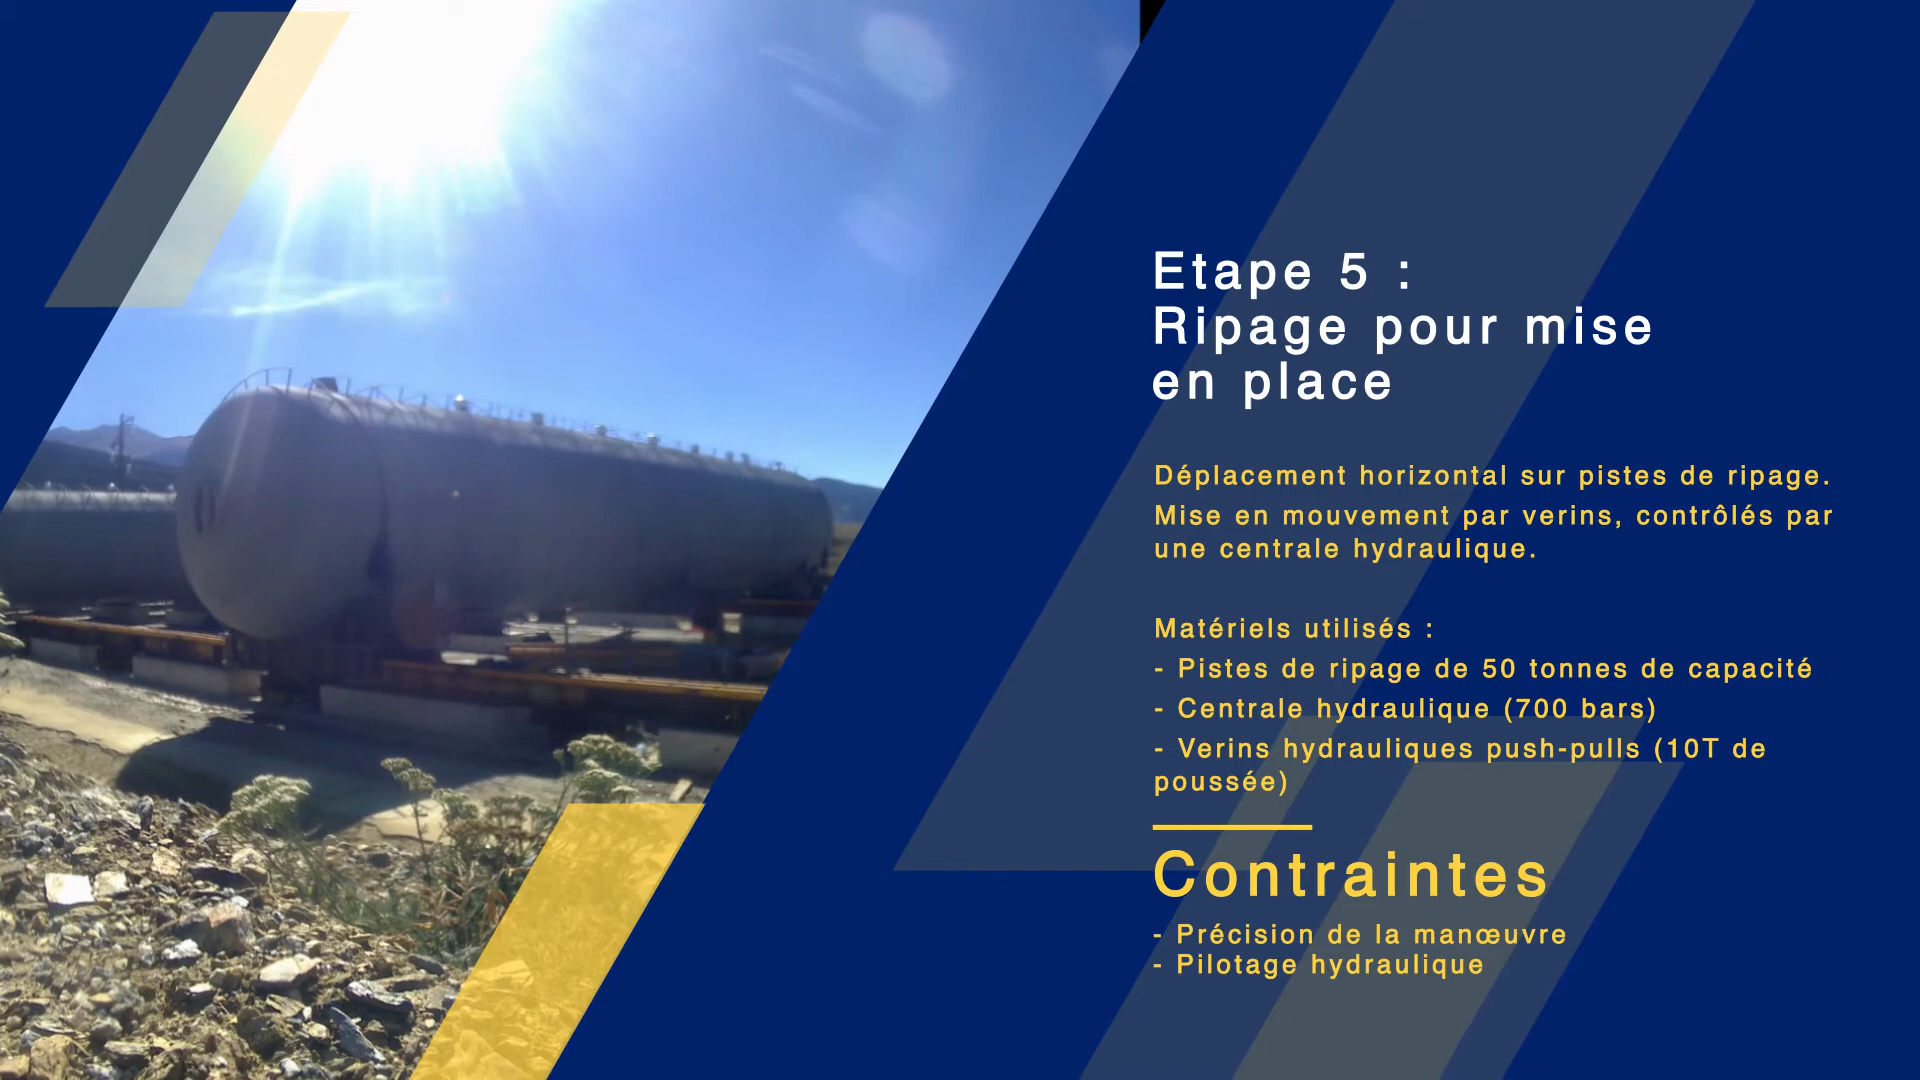 Etape 5 :
Ripage pour mise
en place
Déplacement horizontal sur pistes de ripage.
Mise en mouvement par verins, contrôlés par
une centrale hydraulique.
Matériels utilisés :
- Pistes de ripage de 50 tonnes de capacité
- Centrale hydraulique (700 bars)
- Verins hydrauliques push-pulls (10T de
poussée)
Contraintes
- Précision de la manœuvre
- Pilotage hydraulique